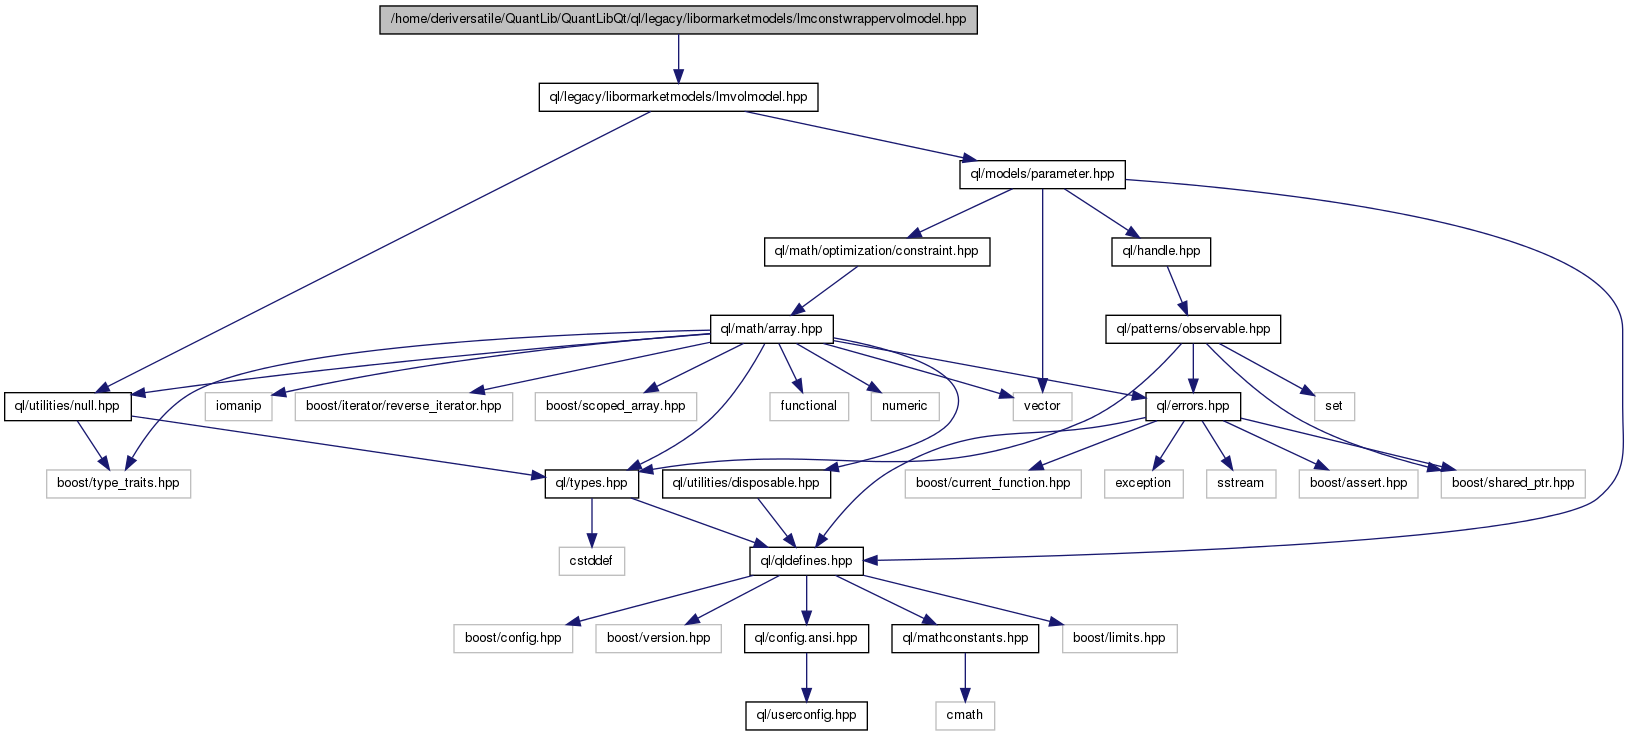 /home/deriversatile/QuantLib/QuantLibQt/ql/legacy/libormarketmodels/lmconstwrappervolmodel.hpp
ql/legacy/libormarketmodels/lmvolmodel.hpp
ql/models/parameter.hpp
ql/math/optimization/constraint.hpp
ql/handle.hpp
ql/math/array.hpp
ql/patterns/observable.hpp
ql/utilities/null.hpp
iomanip
boost/iterator/reverse_iterator.hpp
boost/scoped_array.hpp
functional
numeric
vector
ql/errors.hpp
set
boost/type_traits.hpp
ql/types.hpp
ql/utilities/disposable.hpp
boost/current_function.hpp
exception
sstream
boost/assert.hpp
boost/shared_ptr.hpp
cstddef
ql/qldefines.hpp
boost/config.hpp
boost/version.hpp
ql/config.ansi.hpp
ql/mathconstants.hpp
boost/limits.hpp
ql/userconfig.hpp
cmath